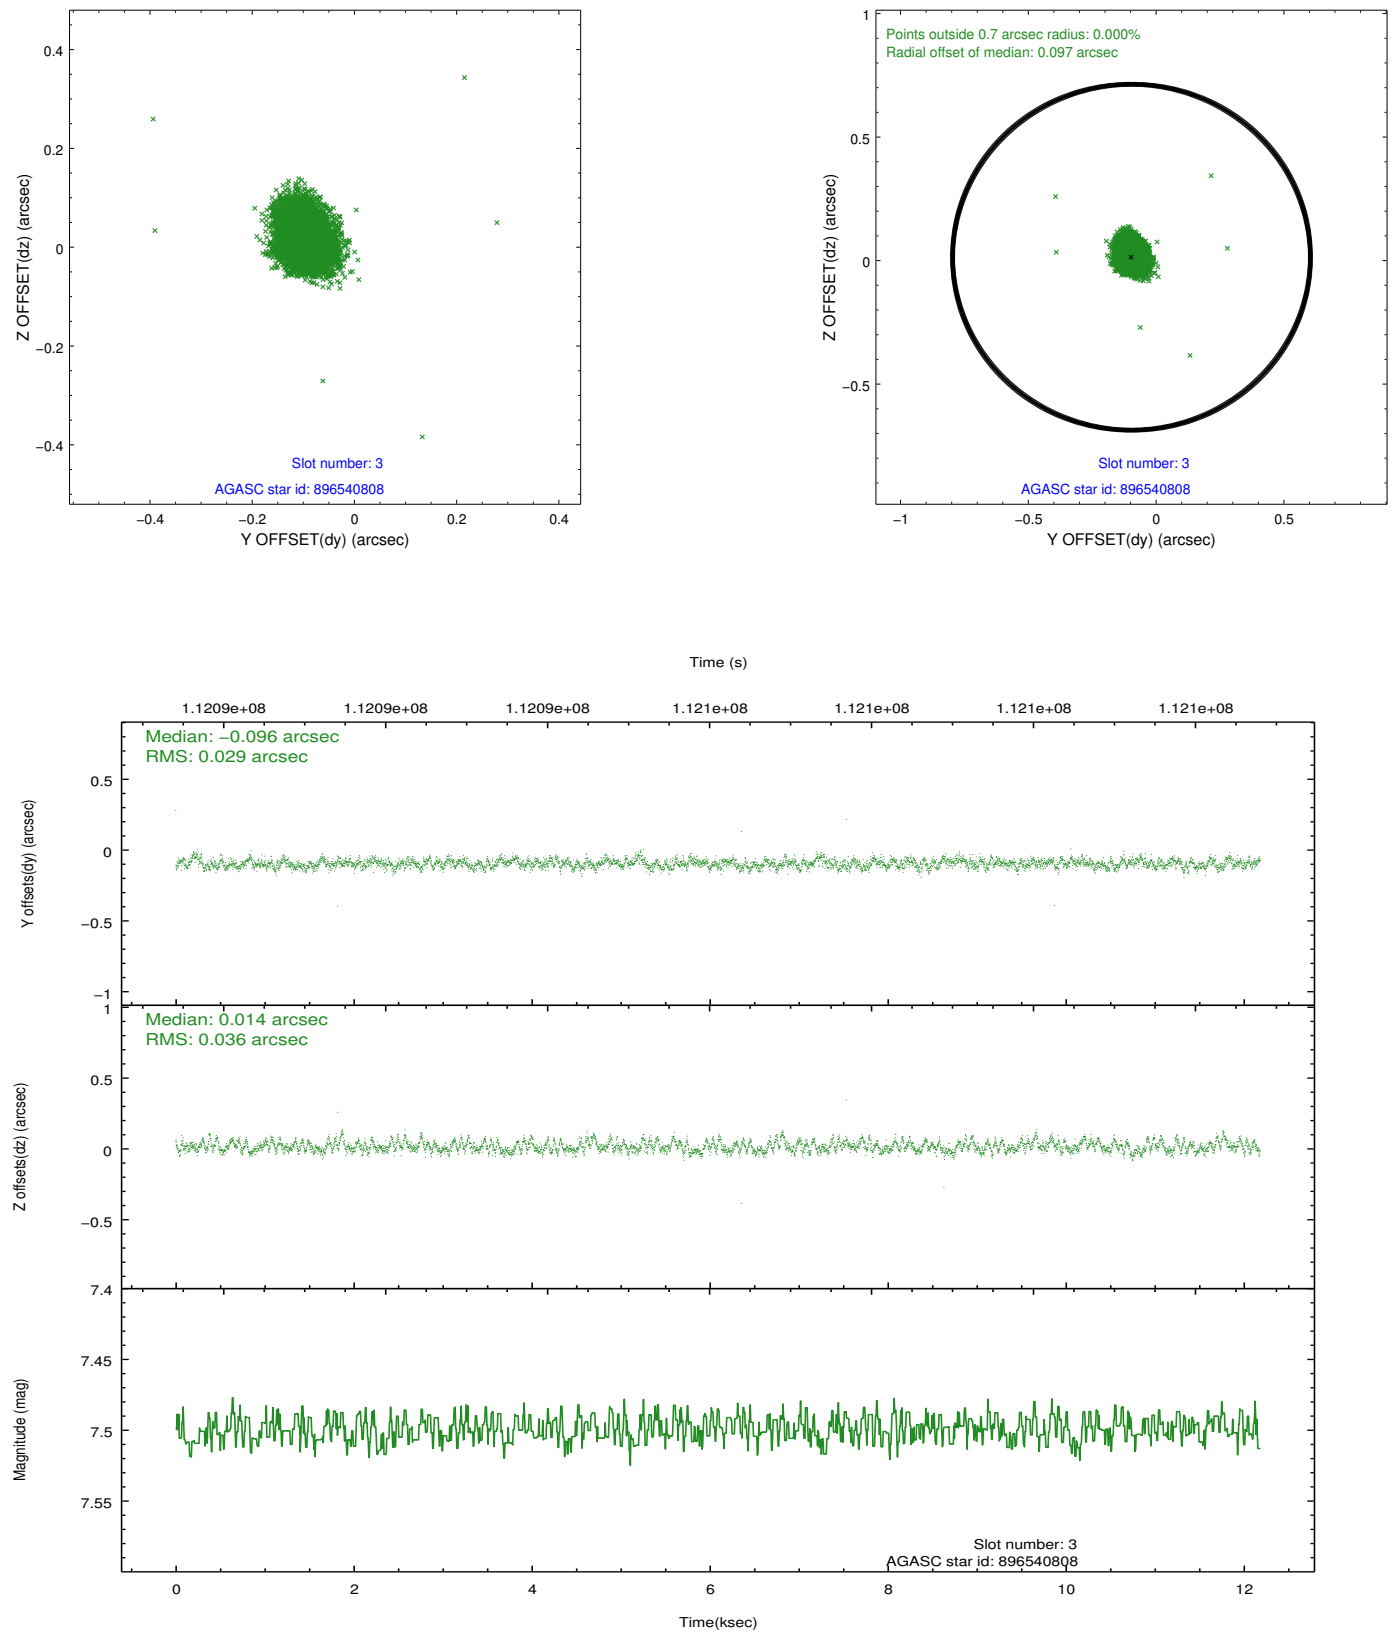 0.4
0.2
0
−0.2
−0.4
Z OFFSET(dz) (arcsec)
Slot number: 3
AGASC star id: 896540808
−0.4 −0.2 0 0.2 0.4
Y OFFSET(dy) (arcsec)
Points outside 0.7 arcsec radius: 0.000%
Radial offset of median: 0.097 arcsec
1
0.5
0
−0.5
Z OFFSET(dz) (arcsec)
Slot number: 3
AGASC star id: 896540808
−1 −0.5 0 0.5
Y OFFSET(dy) (arcsec)
Time (s)
1.1209e+08 1.1209e+08 1.1209e+08 1.121e+08 1.121e+08 1.121e+08 1.121e+08
Median: −0.096 arcsec
RMS: 0.029 arcsec
0.5
0
−0.5
−1
Y offsets(dy) (arcsec)
Median: 0.014 arcsec
RMS: 0.036 arcsec
1
0.5
0
−0.5
Z offsets(dz) (arcsec)
7.4
7.45
7.5
7.55
Magnitude (mag)
Slot number: 3
AGASC star id: 896540808
0 2 4 6 8 10 12
Time(ksec)